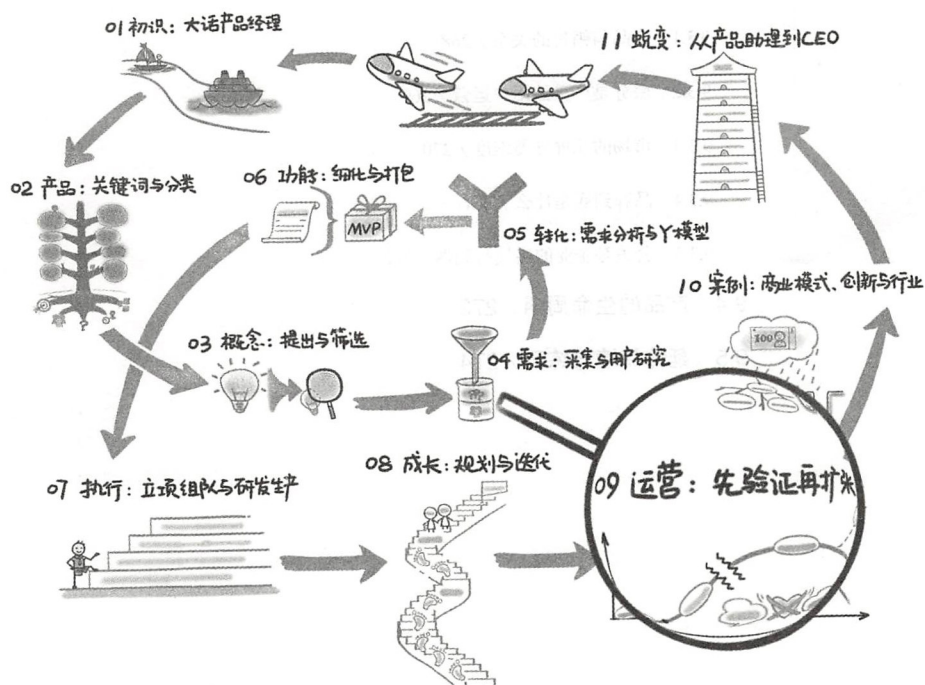 01 初识：大话产品经理
11 蜕变：从产品助理到CEO
02 产品：关键词与分类
06 功能：细化与打包
MVP
05 转化：需求分析与Y模型
10 案例：商业模式、创新与行业
100
03 概念：提出与筛选
04 需求：采集与用户研究
07 执行：立项组队与研发生产
08 成长：规划与迭代
09 运营：先验证再扩张